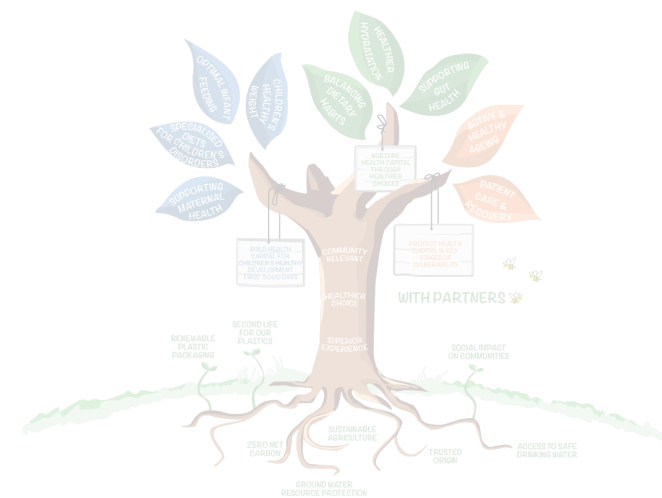 HEALTHIER
HYDRATATION
OPTIMAL INFANT
FEEDING
CHILDREN'S
HEALTHY
WEIGHT
BALANCING
DIETARY
HABITS
SUPPORTING
GUT
HEALTH
SPECIALISED
DIETS
FOR CHILDREN'S
DISORDERS
ACTIVE &
HEALTHY
AGEING
SUPPORTING
MATERNAL
HEALTH
PATIENT
CARE &
RECOVERY
NURTURE
HEALTH CAPITAL
THROUGH
HEALTHIER
CHOICES
BUILD HEALTH
CAPITAL FOR
CHILDREN'S HEALTHY
DEVELOPMENT
FIRST 3000 DAYS
PROTECT HEALTH
CAPITAL IN KEY
STAGES OF
VULNERABILITY
COMMUNITY
RELEVANT
HEALTHIER
CHOICE
SUPERIOR
EXPERIENCE
WITH PARTNERS
RENEWABLE
PLASTIC
PACKAGING
SECOND LIFE
FOR OUR
PLASTICS
SOCIAL IMPACT
ON COMMUNITIES
ZERO NET
CARBON
SUSTAINABLE
AGRICULTURE
TRUSTED
ORIGIN
ACCESS TO SAFE
DRINKING WATER
GROUND WATER
RESOURCE PROTECTION